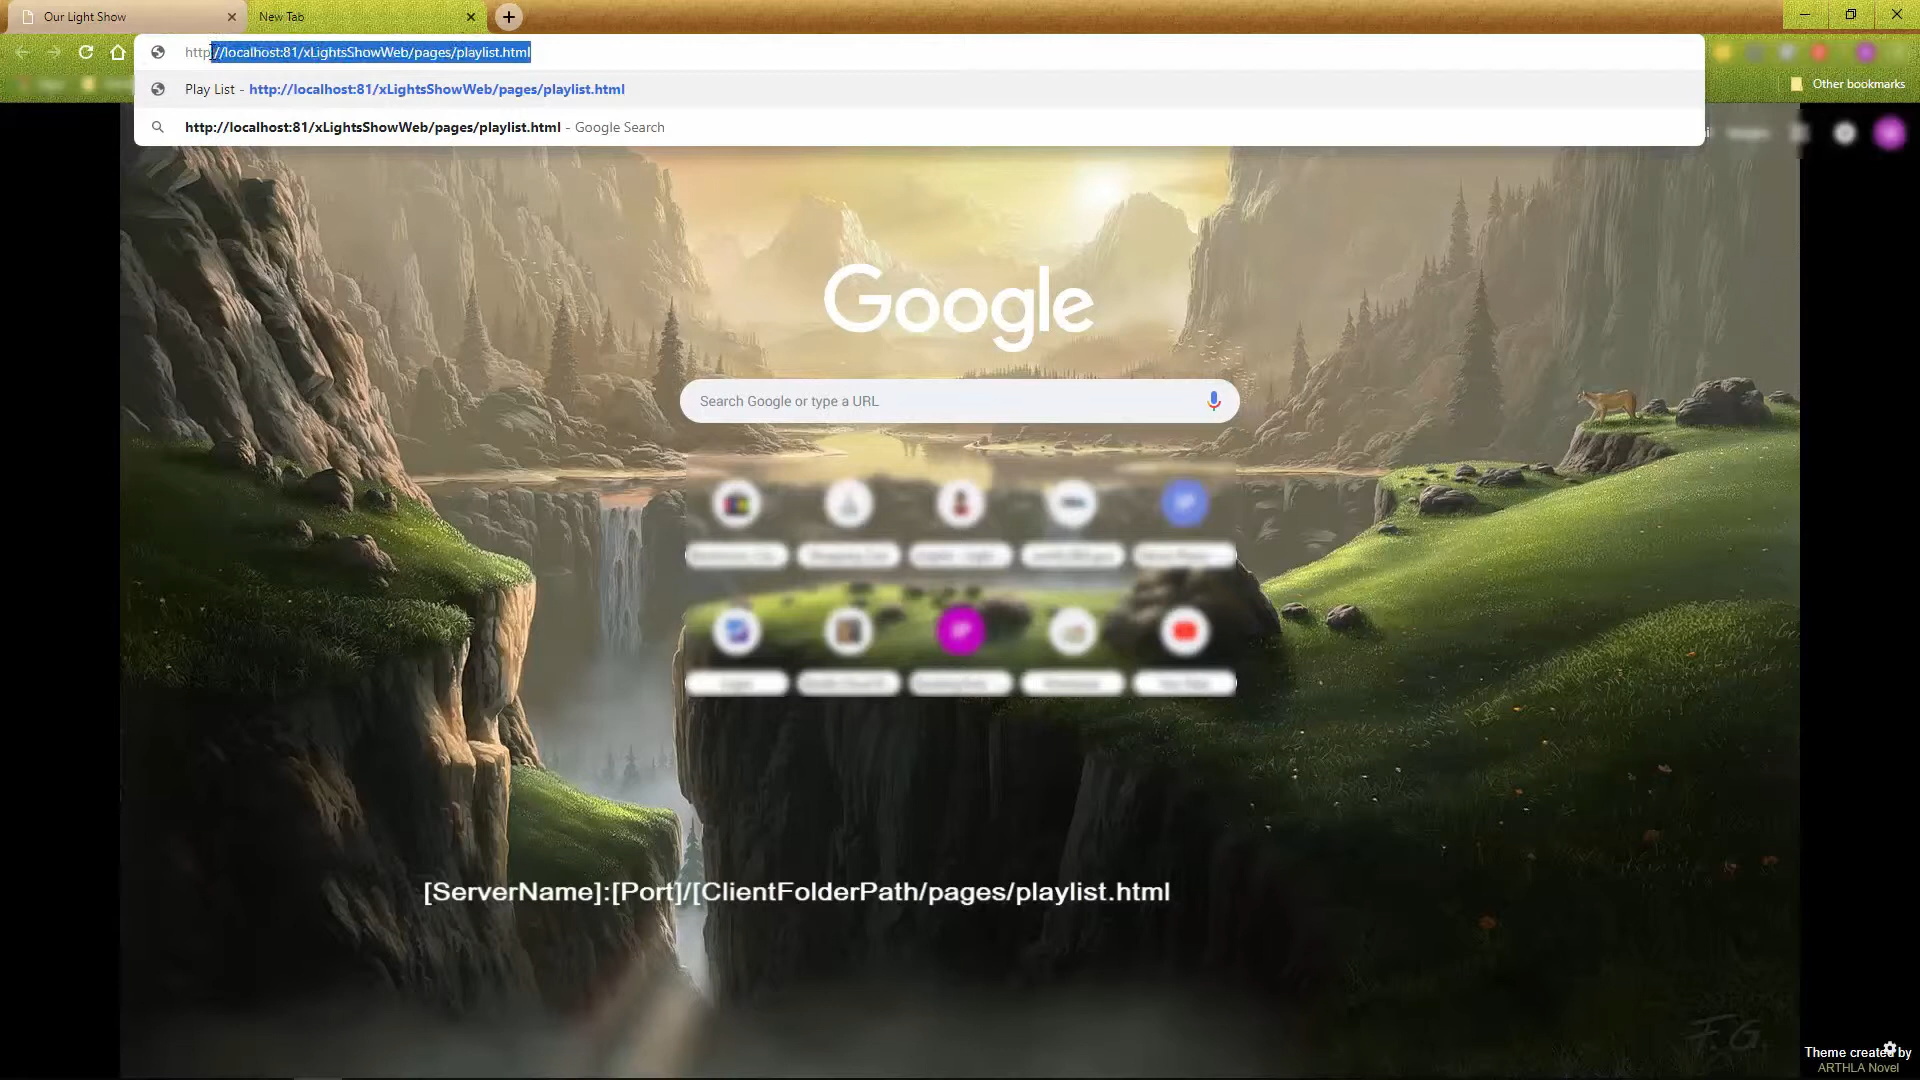 Our Light Show
New Tab
http://localhost:81/xLightsShowWeb/pages/playlist.html
Other bookmarks
Play List - http://localhost:81/xLightsShowWeb/pages/playlist.html
http://localhost:81/xLightsShowWeb/pages/playlist.html - Google Search
Google
Search Google or type a URL
[ServerName]:[Port]/[ClientFolderPath/pages/playlist.html
F.G.
Theme created by
ARTHLA Novel